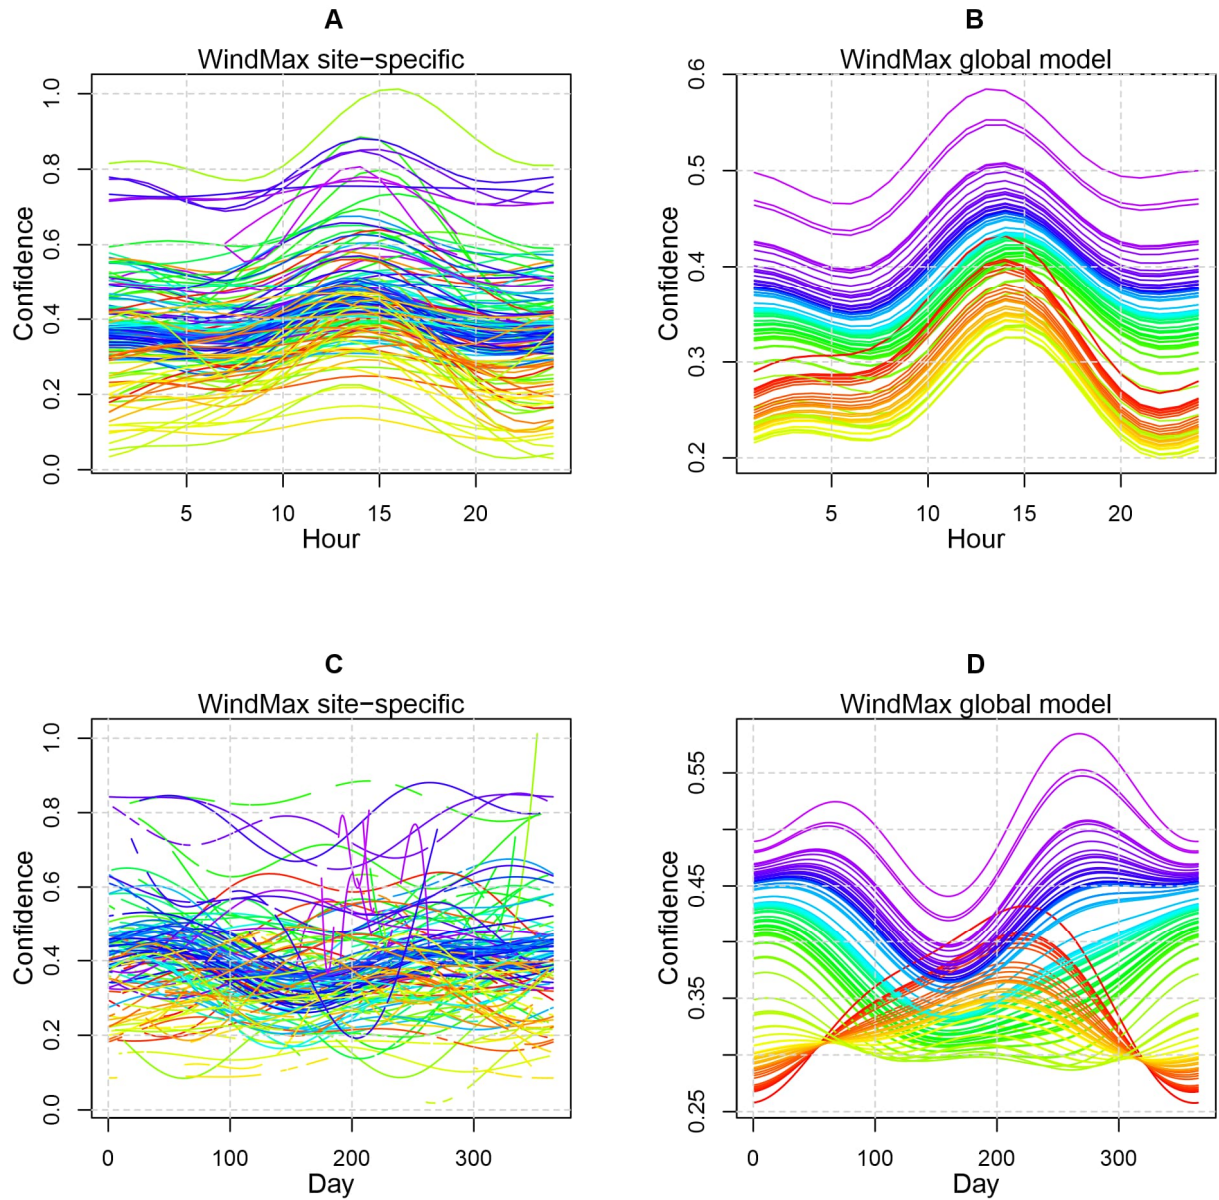 A
WindMax site−specific
Confidence
0.0 0.2 0.4 0.6 0.8 1.0
5 10 15 20
Hour
B
WindMax global model
Confidence
0.2 0.3 0.4 0.5 0.6
5 10 15 20
Hour
C
WindMax site−specific
Confidence
0.0 0.2 0.4 0.6 0.8 1.0
0 100 200 300
Day
D
WindMax global model
Confidence
0.25 0.35 0.45 0.55
0 100 200 300
Day